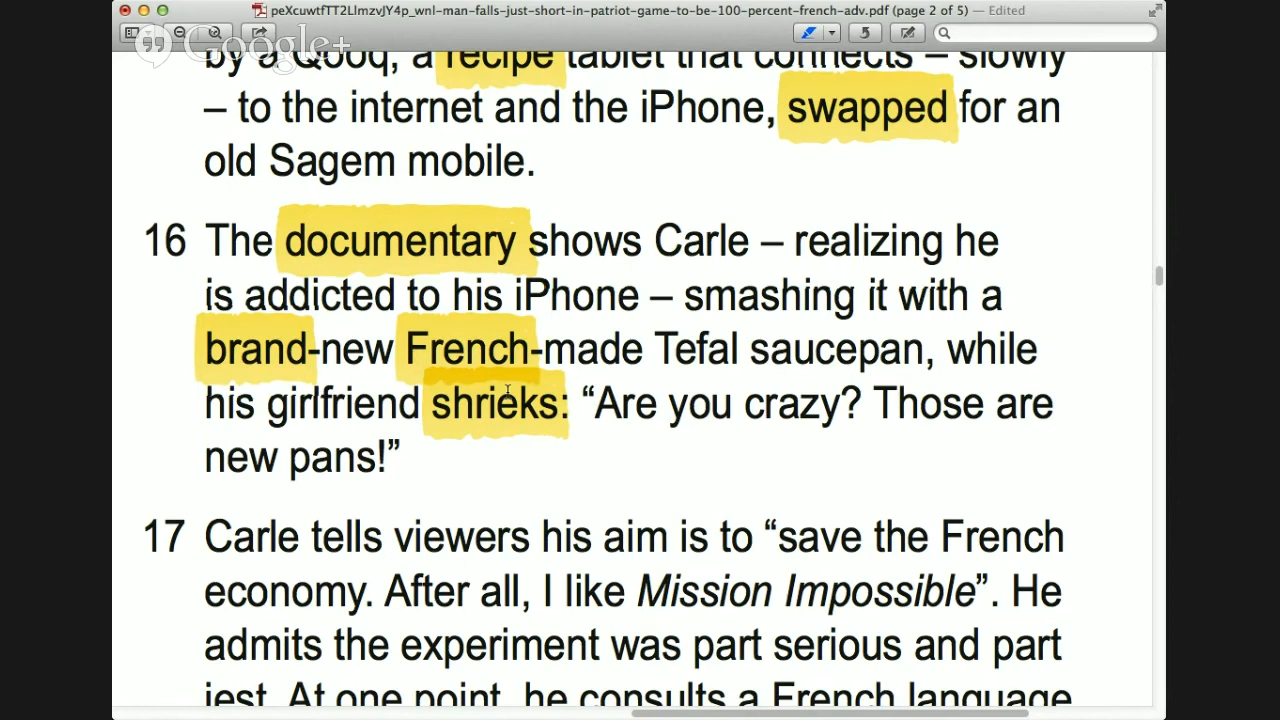 peXcuwtfTT2LlmzvJY4p_wnl-man-falls-just-short-in-patriot-game-to-be-100-percent-french-adv.pdf (page 2 of 5) — Edited
Google+
by a Qooq, a recipe tablet that connects – slowly
– to the internet and the iPhone, swapped for an
old Sagem mobile.
16 The documentary shows Carle – realizing he
is addicted to his iPhone – smashing it with a
brand-new French-made Tefal saucepan, while
his girlfriend shrieks: “Are you crazy? Those are
new pans!”
17 Carle tells viewers his aim is to “save the French
economy. After all, I like Mission Impossible”. He
admits the experiment was part serious and part
jest. At one point, he consults a French language